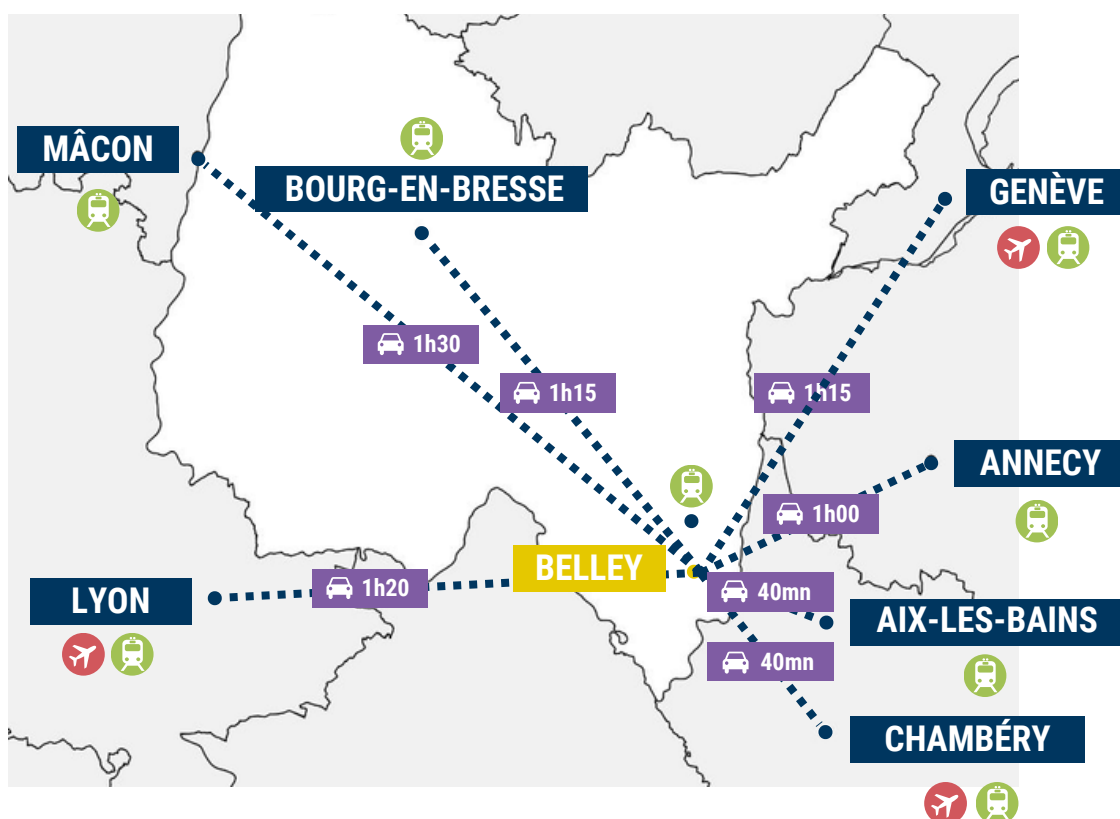 MÂCON
BOURG-EN-BRESSE
GENÈVE
1h30
1h15
1h15
ANNECY
1h00
BELLEY
LYON
1h20
40mn
AIX-LES-BAINS
40mn
CHAMBÉRY